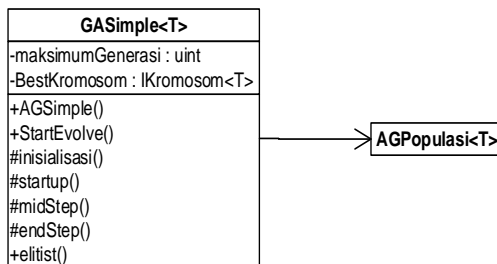 GASimple<T>
-maksimumGenerasi : uint
-BestKromosom : IKromosom<T>
+AGSimple()
+StartEvolve()
#inisialisasi()
#startup()
#midStep()
#endStep()
+elitist()
AGPopulasi<T>